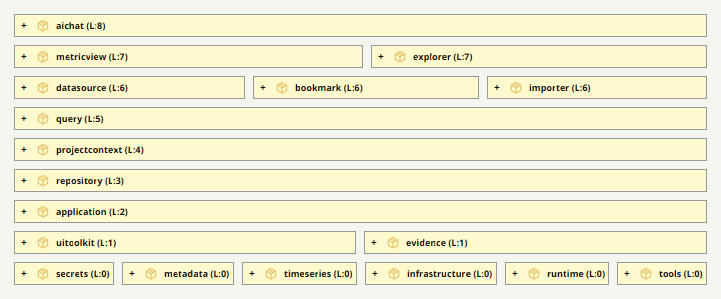 + aichat (L:8)
+ metricview (L:7) + explorer (L:7)
+ datasource (L:6) + bookmark (L:6) + importer (L:6)
+ query (L:5)
+ projectcontext (L:4)
+ repository (L:3)
+ application (L:2)
+ uitoolkit (L:1) + evidence (L:1)
+ secrets (L:0) + metadata (L:0) + timeseries (L:0) + infrastructure (L:0) + runtime (L:0) + tools (L:0)